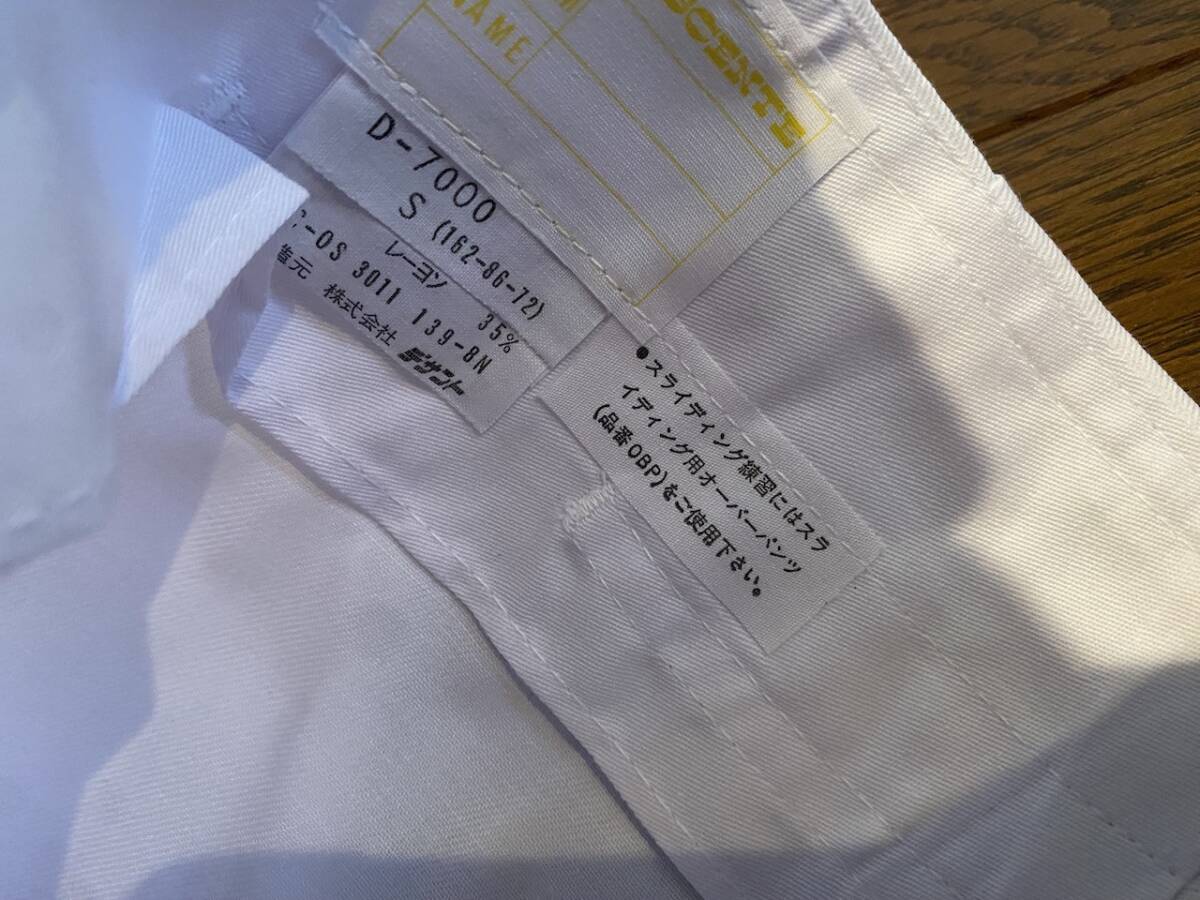 NAME
D-7000
S (162-86-72)
レーヨン 35%
-0S 3011 139-8N
元 株式会社 デサント
●スライディング練習にはスラ
イディング用オーバーパンツ
(品番OBP)をご使用下さい。